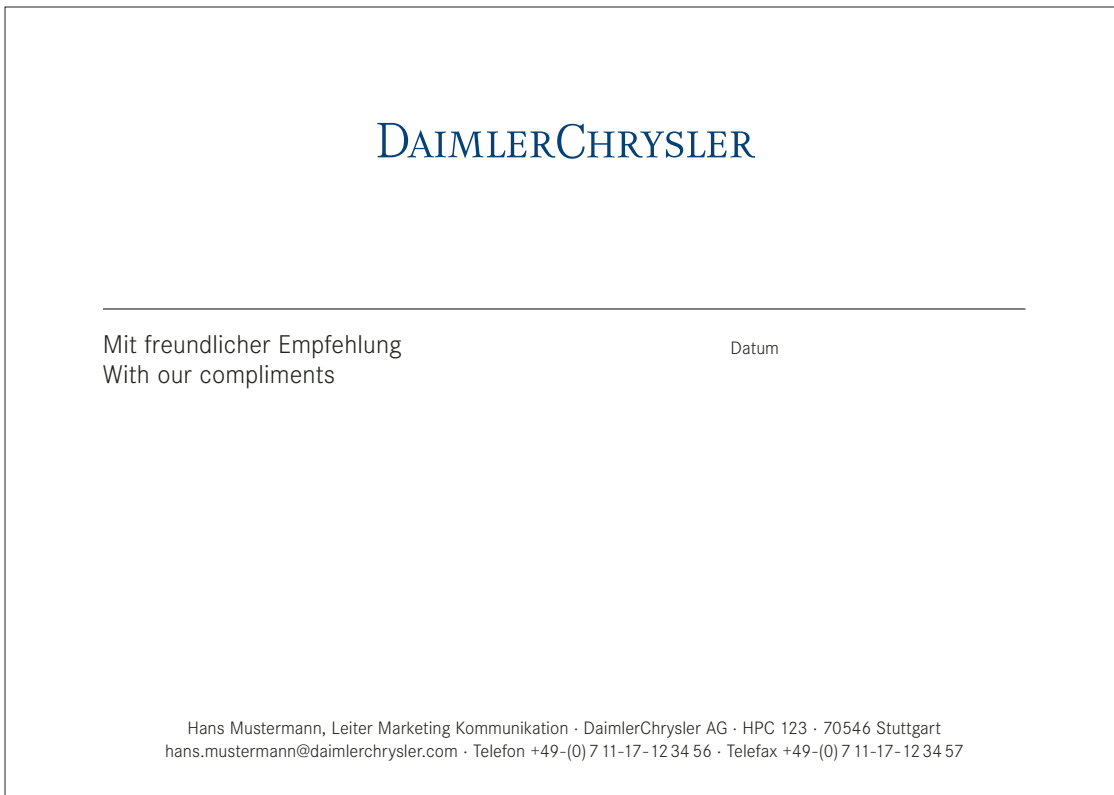 DAIMLERCHRYSLER
Mit freundlicher Empfehlung
With our compliments
Datum
Hans Mustermann, Leiter Marketing Kommunikation · DaimlerChrysler AG · HPC 123 · 70546 Stuttgart
hans.mustermann@daimlerchrysler.com · Telefon +49-(0) 7 11-17-12 34 56 · Telefax +49-(0) 7 11-17-12 34 57